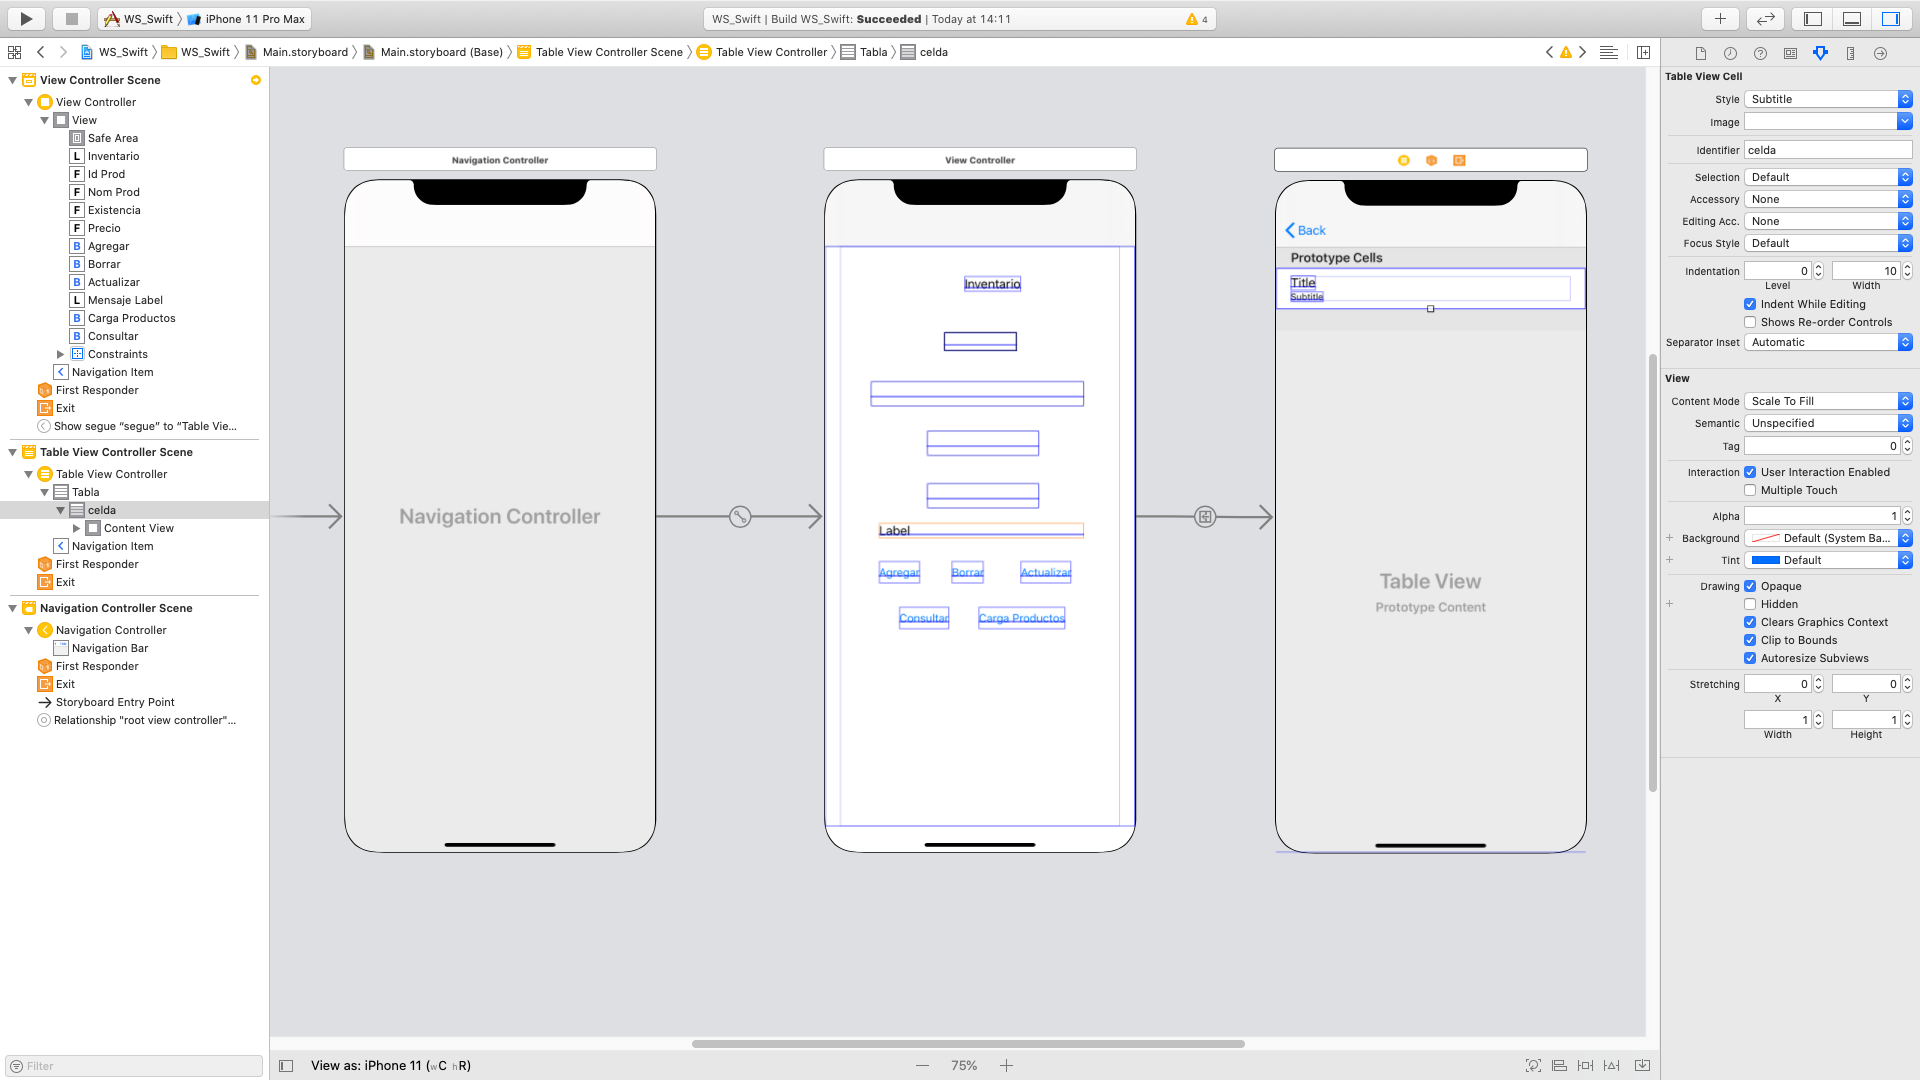 WS_Swift 〉 iPhone 11 Pro Max
WS_Swift | Build WS_Swift: Succeeded | Today at 14:11
4
WS_Swift 〉 WS_Swift 〉 Main.storyboard 〉 Main.storyboard (Base) 〉 Table View Controller Scene 〉 Table View Controller 〉 Tabla 〉 celda
View Controller Scene
View Controller
View
Safe Area
L Inventario
F Id Prod
F Nom Prod
F Existencia
F Precio
B Agregar
B Borrar
B Actualizar
L Mensaje Label
B Carga Productos
B Consultar
Constraints
Navigation Item
First Responder
Exit
Show segue “segue” to “Table Vie...
Table View Controller Scene
Table View Controller
Tabla
celda
Content View
Navigation Item
First Responder
Exit
Navigation Controller Scene
Navigation Controller
Navigation Bar
First Responder
Exit
Storyboard Entry Point
Relationship "root view controller"...
Filter
Navigation Controller
Navigation Controller
View Controller
Inventario
Label
Agregar Borrar Actualizar
Consultar Carga Productos
Back
Prototype Cells
Title
Subtitle
Table View
Prototype Content
View as: iPhone 11 (wC hR)
75%
Table View Cell
Style Subtitle
Image
Identifier celda
Selection Default
Accessory None
Editing Acc. None
Focus Style Default
Indentation 0 10
Level Width
Indent While Editing
Shows Re-order Controls
Separator Inset Automatic
View
Content Mode Scale To Fill
Semantic Unspecified
Tag 0
Interaction User Interaction Enabled
Multiple Touch
Alpha 1
+ Background Default (System Ba...
+ Tint Default
Drawing Opaque
+ Hidden
Clears Graphics Context
Clip to Bounds
Autoresize Subviews
Stretching 0 0
X Y
1 1
Width Height